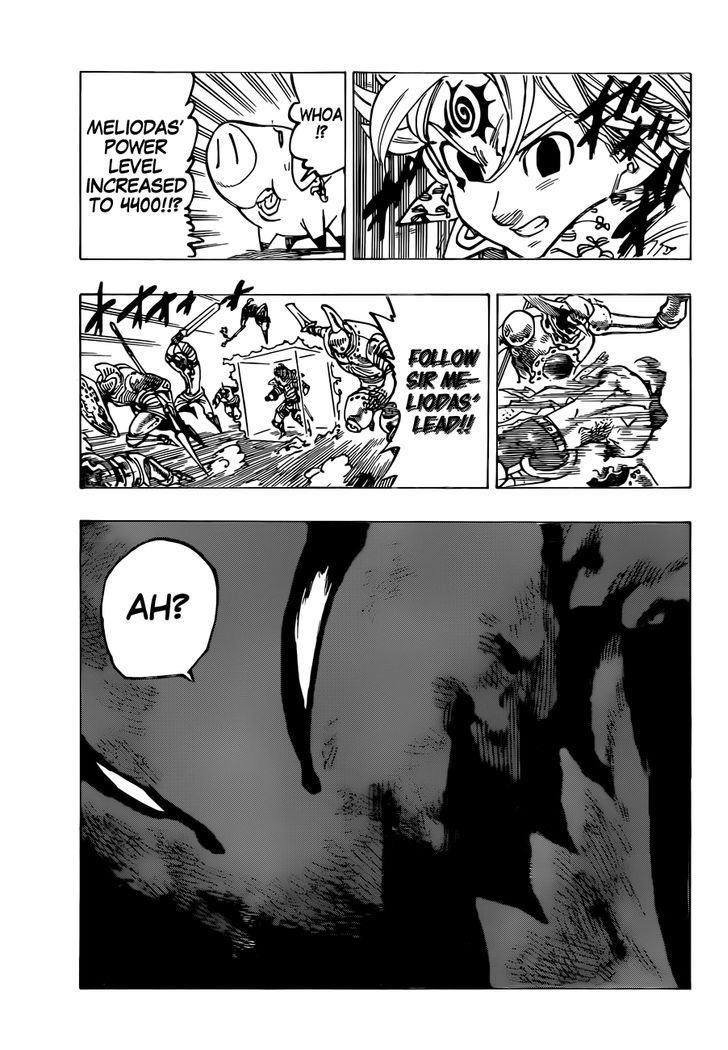 WHOA
!?
MELIODAS'
POWER
LEVEL
INCREASED
TO 4400!!?
FOLLOW
SIR ME-
LIODAS'
LEAD!!
AH?